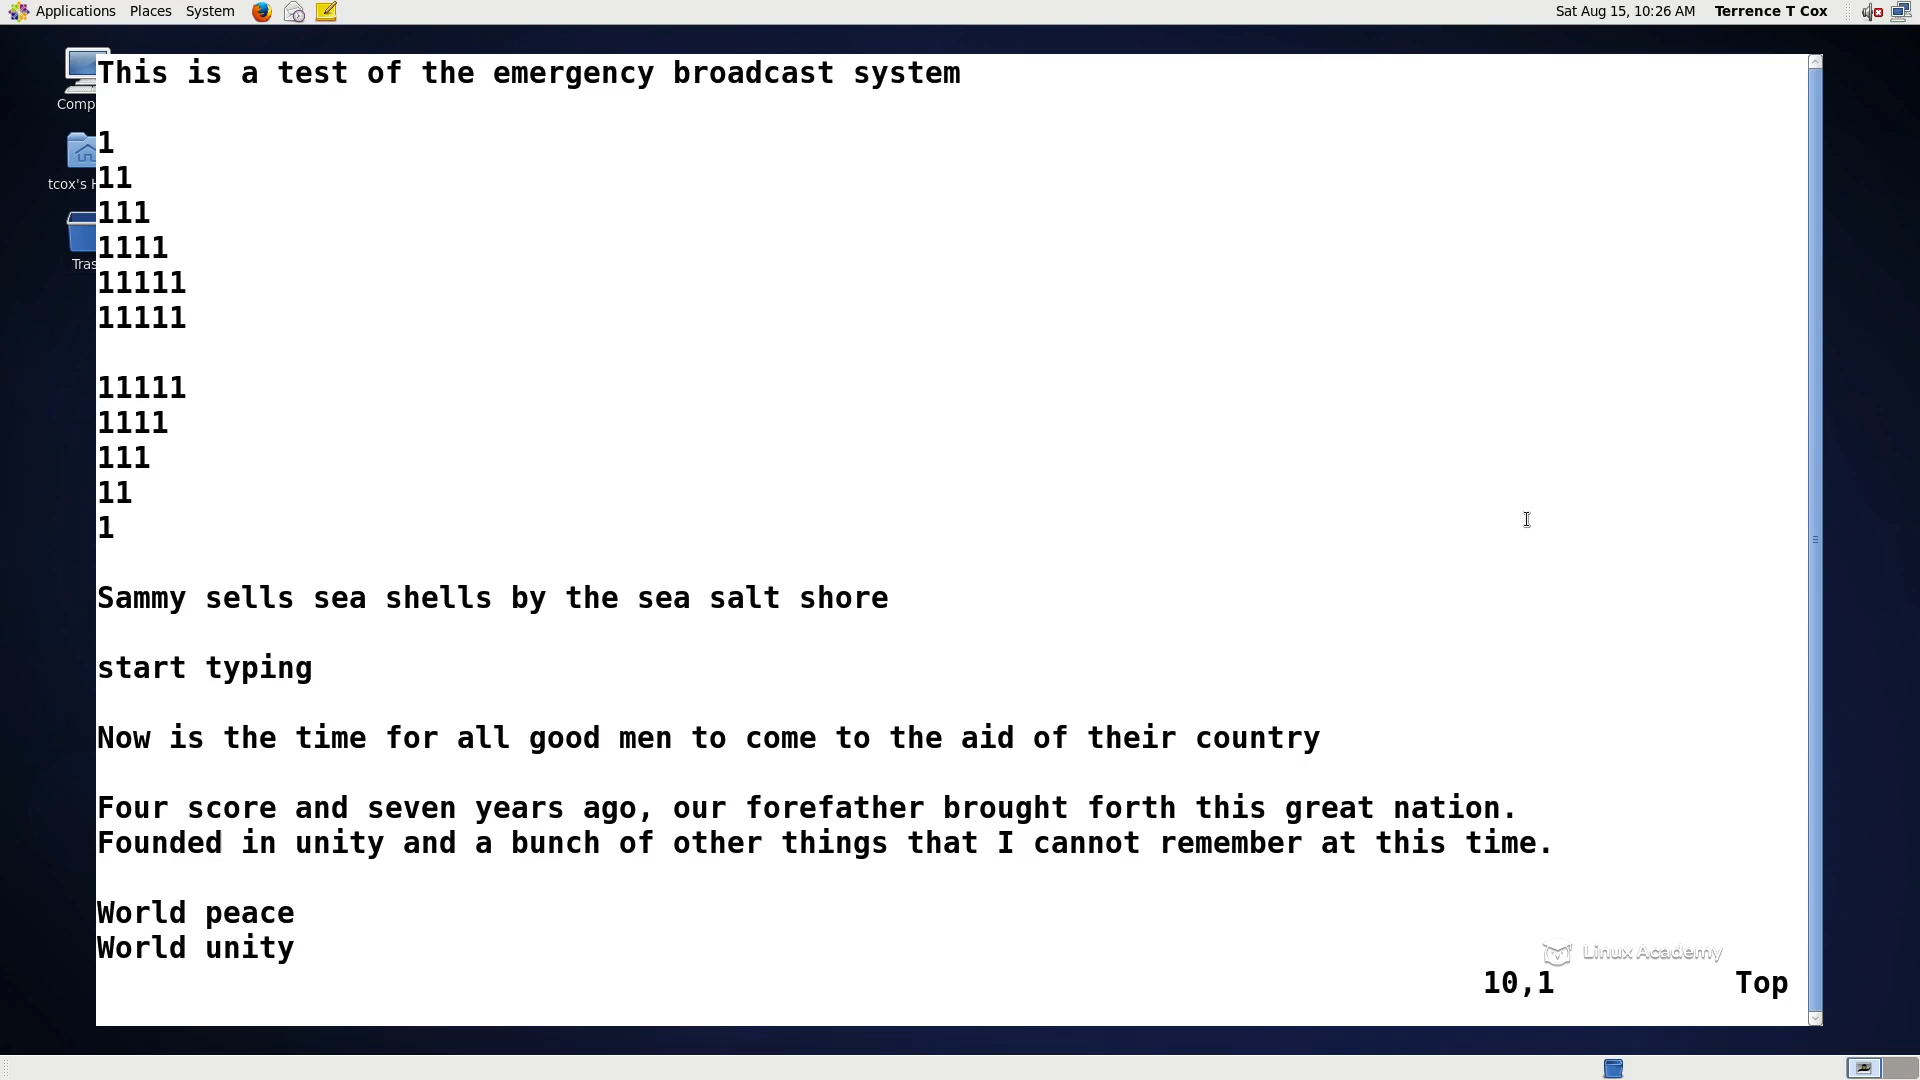 Applications Places System Sat Aug 15, 10:26 AM Terrence T Cox
This is a test of the emergency broadcast system
Comp
1
11
tcox's H
111
1111
Tras
11111
11111
11111
1111
111
11
1
Sammy sells sea shells by the sea salt shore
start typing
Now is the time for all good men to come to the aid of their country
Four score and seven years ago, our forefather brought forth this great nation.
Founded in unity and a bunch of other things that I cannot remember at this time.
World peace
World unity
Linux Academy
10,1 Top